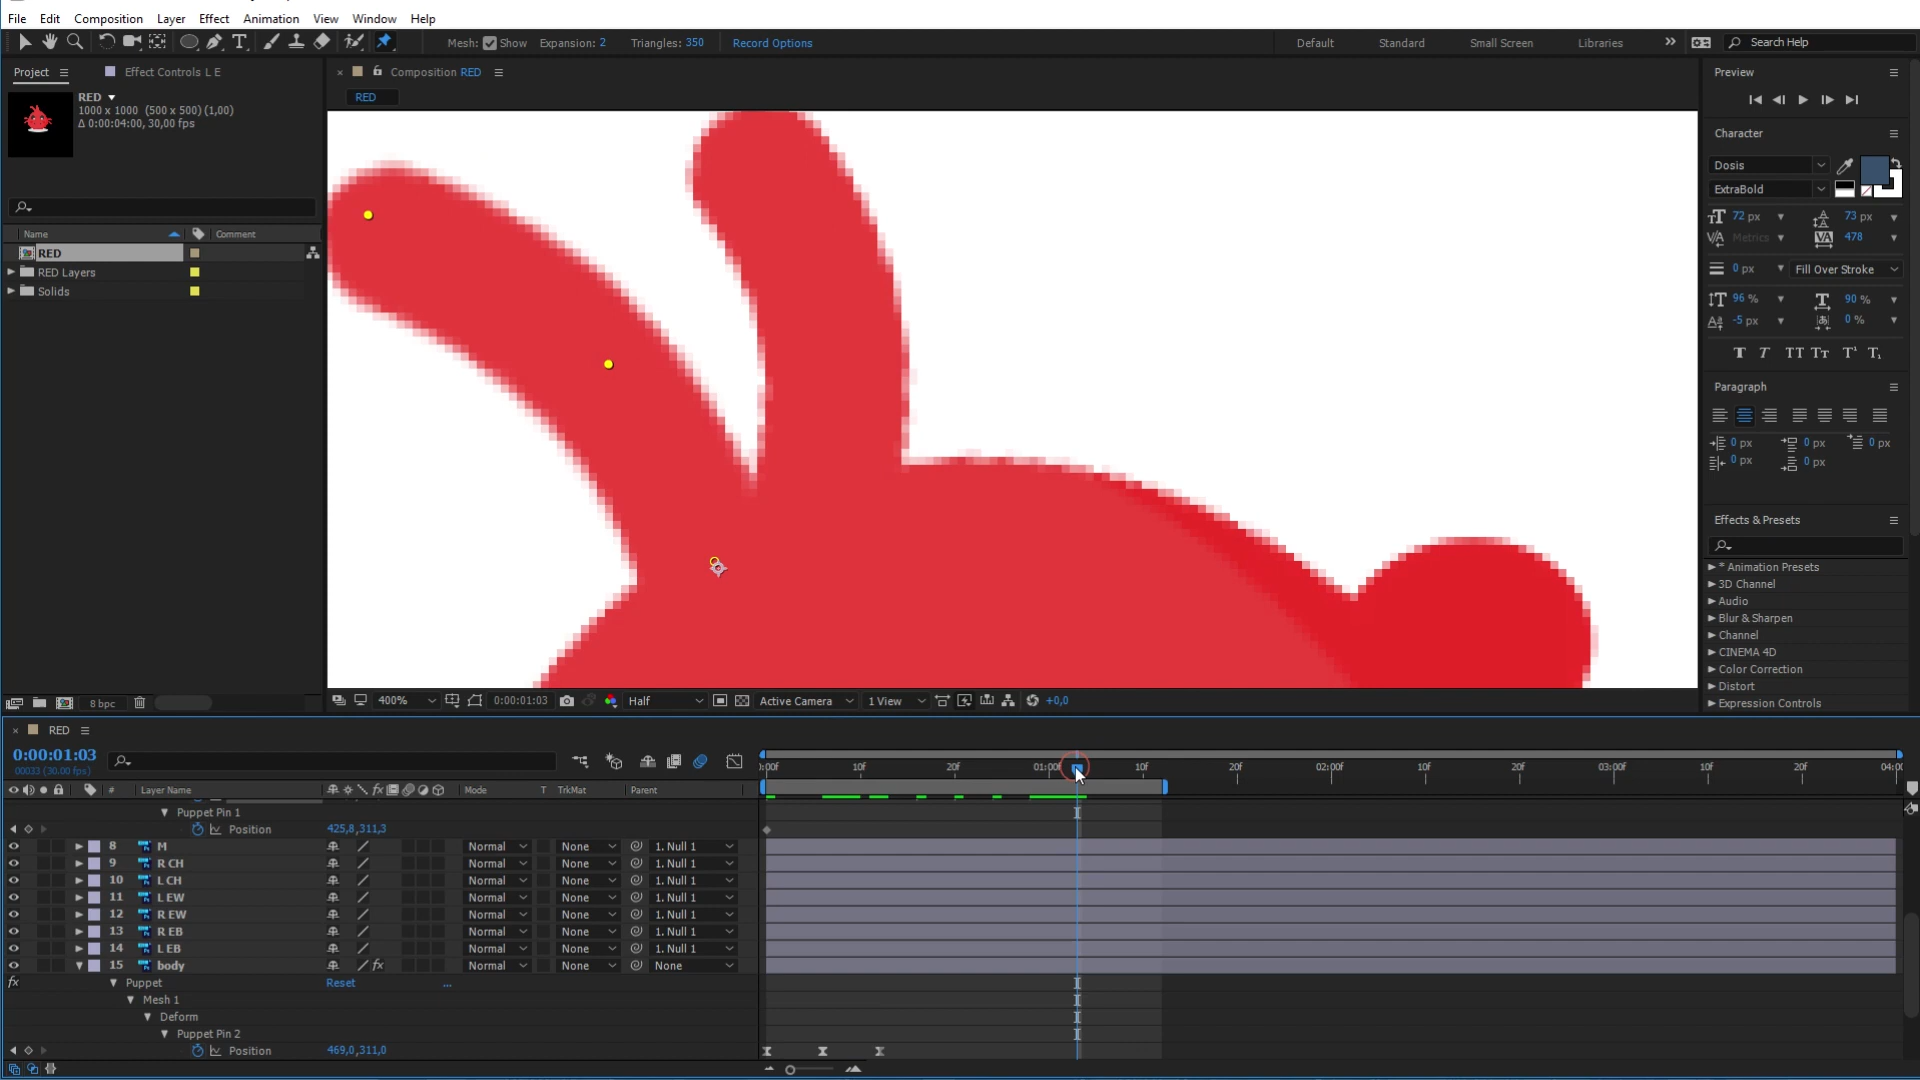 File Edit Composition Layer Effect Animation View Window Help
Mesh: Show Expansion: 2 Triangles: 350 Record Options Default Standard Small Screen Libraries Search Help
Project Effect Controls L E Composition RED Preview
RED
1000 x 1000 (500 x 500) (1,00)
Δ 0:00:04:00, 30,00 fps
RED
Character
Dosis
ExtraBold
72 px 73 px
Metrics 478
0 px Fill Over Stroke
96 % 90 %
-5 px 0 %
T T TT Tt T¹ T₁
Paragraph
0 px 0 px 0 px
0 px 0 px
Effects & Presets
* Animation Presets
3D Channel
Audio
Blur & Sharpen
Channel
CINEMA 4D
Color Correction
Distort
Expression Controls
Name Comment
RED
RED Layers
Solids
8 bpc 400% 0:00:01:03 Half Active Camera 1 View +0,0
RED
0:00:01:03
00033 (30.00 fps)
:00f 10f 20f 01:00f 10f 20f 02:00f 10f 20f 03:00f 10f 20f 04:0
# Layer Name Mode T TrkMat Parent
Puppet Pin 1
Position 425,8,311,3
8 M Normal None 1. Null 1
9 R CH Normal None 1. Null 1
10 L CH Normal None 1. Null 1
11 L EW Normal None 1. Null 1
12 R EW Normal None 1. Null 1
13 R EB Normal None 1. Null 1
14 L EB Normal None 1. Null 1
15 body fx Normal None None
fx Puppet Reset ...
Mesh 1
Deform
Puppet Pin 2
Position 469,0,311,0